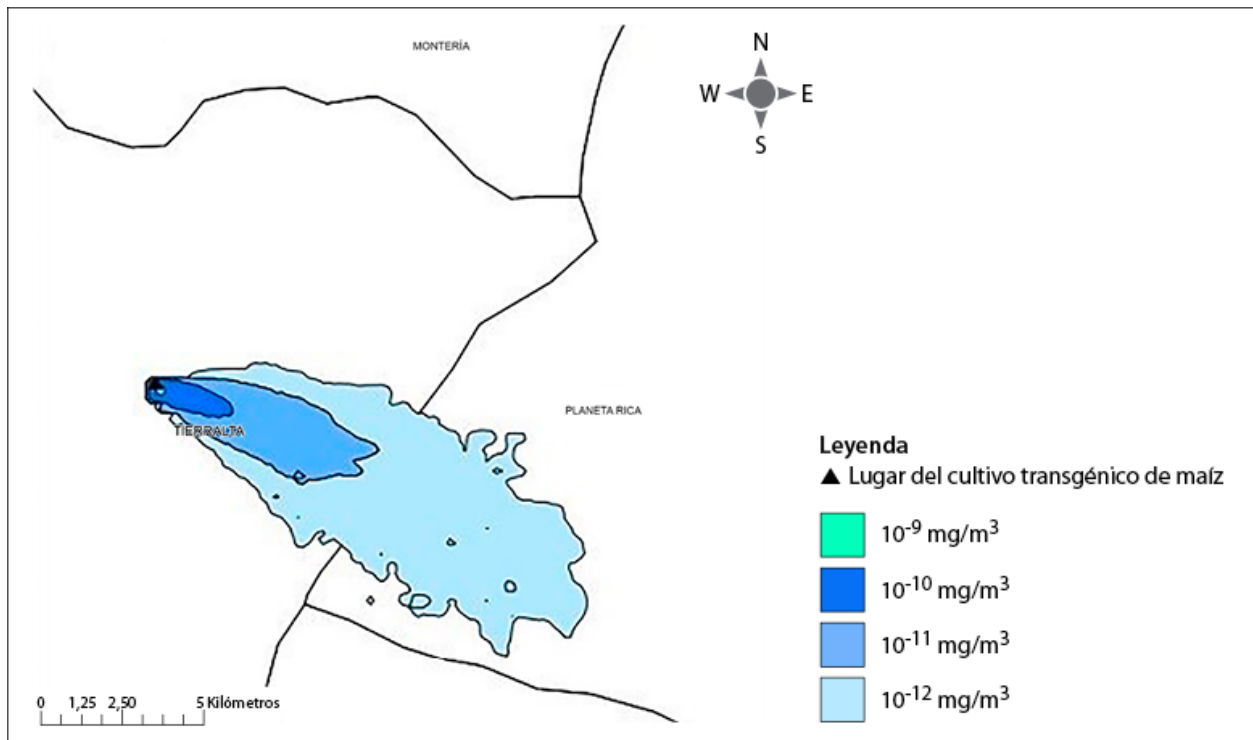 MONTERÍA
N
W E
S
PLANETA RICA
TIERRALTA
Leyenda
▲ Lugar del cultivo transgénico de maíz
10⁻⁹ mg/m³
10⁻¹⁰ mg/m³
10⁻¹¹ mg/m³
10⁻¹² mg/m³
0 1,25 2,50 5 Kilómetros